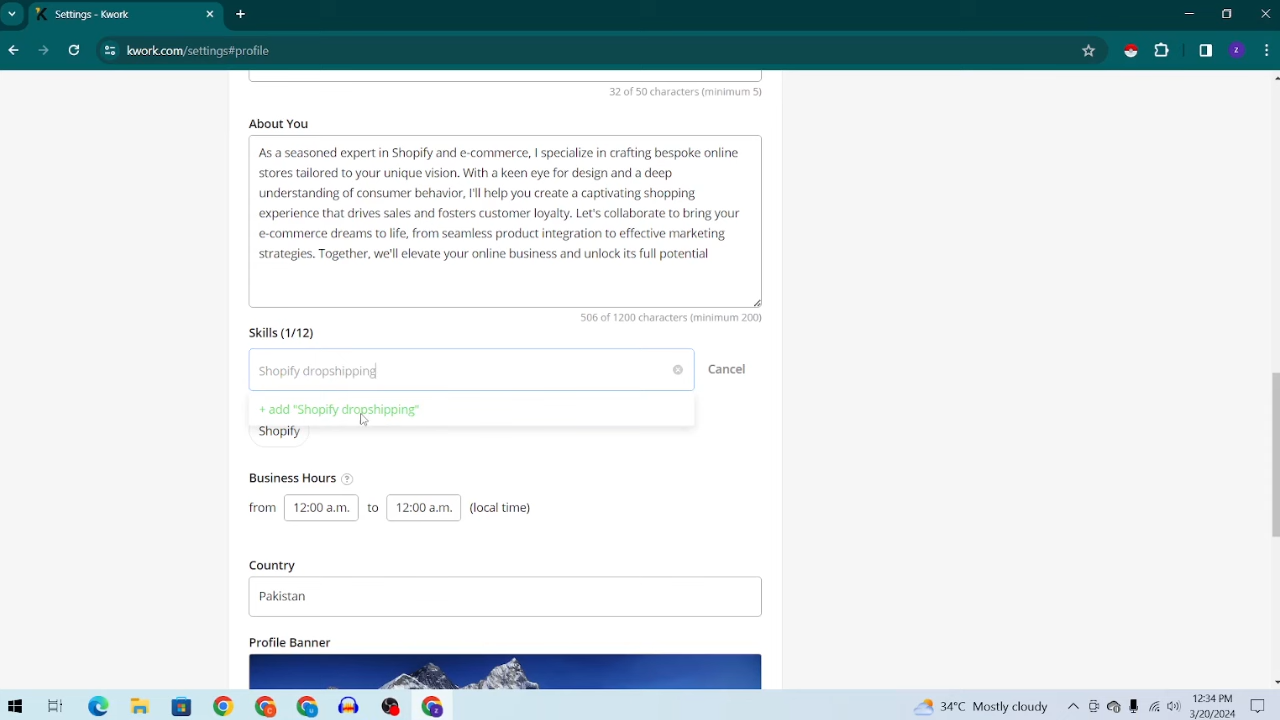 Settings - Kwork
kwork.com/settings#profile
32 of 50 characters (minimum 5)
About You
As a seasoned expert in Shopify and e-commerce, I specialize in crafting bespoke online
stores tailored to your unique vision. With a keen eye for design and a deep
understanding of consumer behavior, I'll help you create a captivating shopping
experience that drives sales and fosters customer loyalty. Let's collaborate to bring your
e-commerce dreams to life, from seamless product integration to effective marketing
strategies. Together, we'll elevate your online business and unlock its full potential
506 of 1200 characters (minimum 200)
Skills (1/12)
Shopify dropshipping
Cancel
+ add "Shopify dropshipping"
Shopify
Business Hours ?
from 12:00 a.m. to 12:00 a.m. (local time)
Country
Pakistan
Profile Banner
34°C Mostly cloudy
12:34 PM
3/20/2024